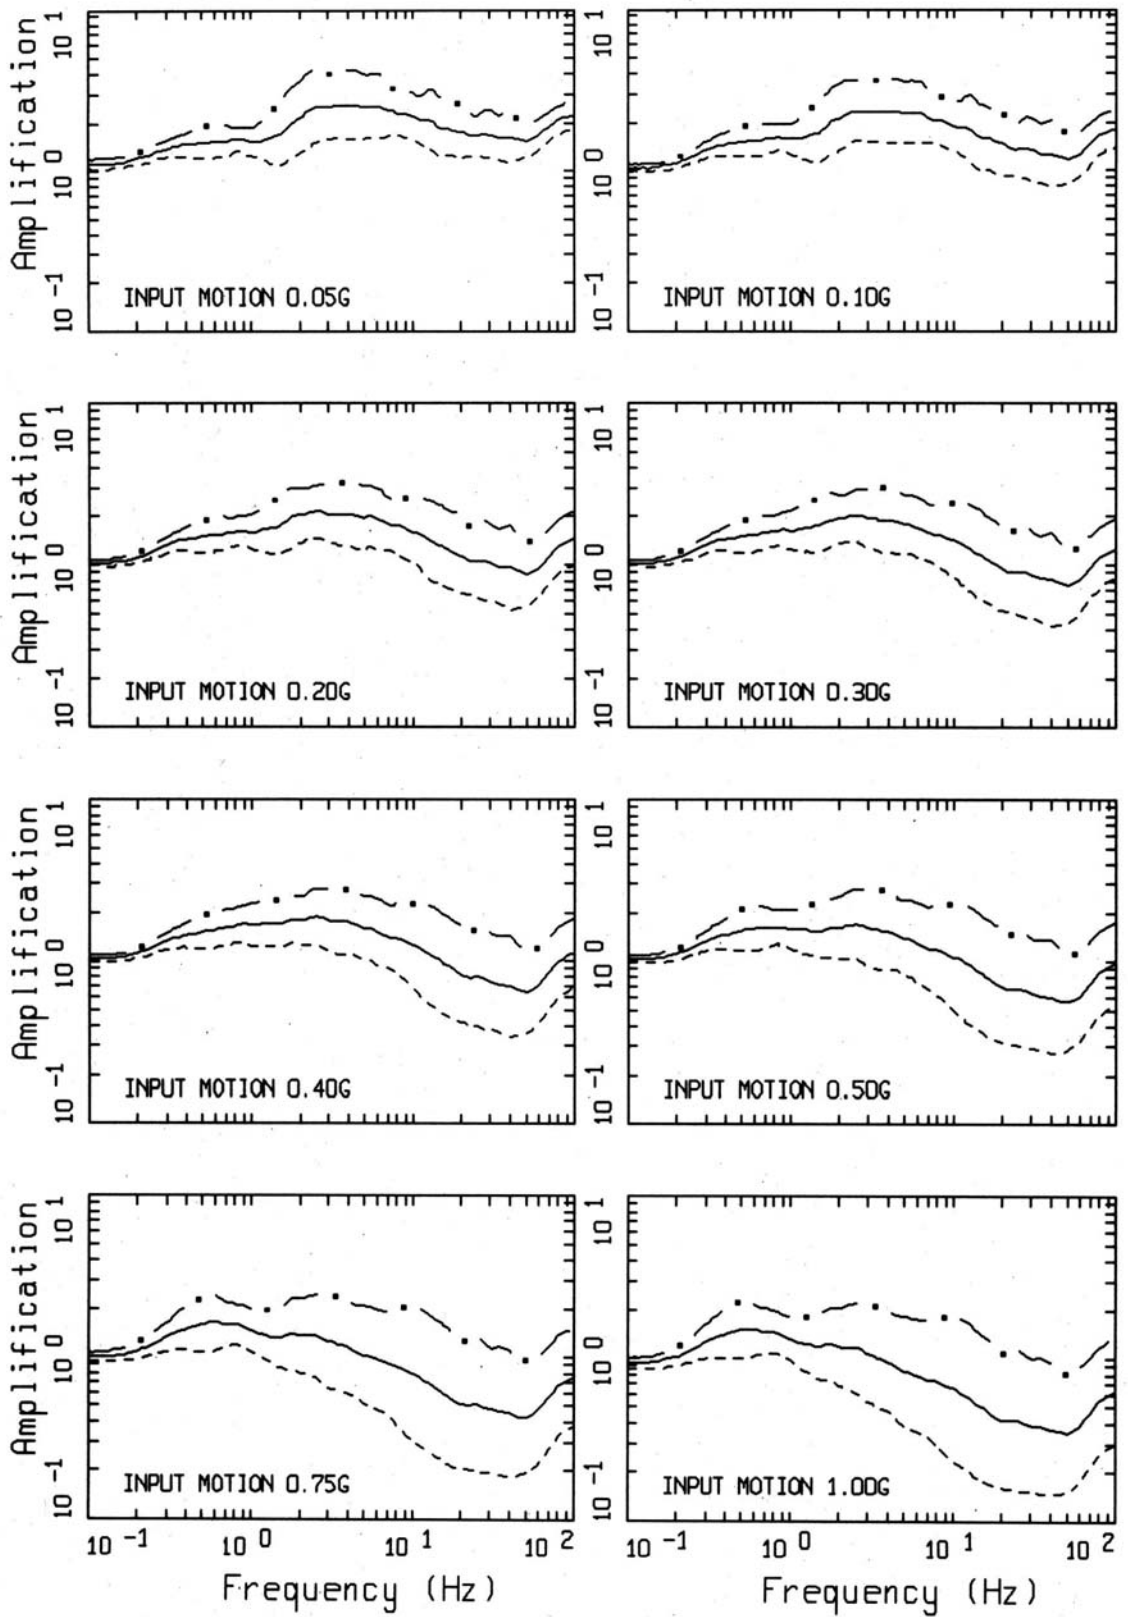 Amplification
10 1
10 0
10 -1
INPUT MOTION 0.05G
10 1
10 0
10 -1
INPUT MOTION 0.10G
Amplification
10 1
10 0
10 -1
INPUT MOTION 0.20G
10 1
10 0
10 -1
INPUT MOTION 0.30G
Amplification
10 1
10 0
10 -1
INPUT MOTION 0.40G
10 1
10 0
10 -1
INPUT MOTION 0.50G
Amplification
10 1
10 0
10 -1
INPUT MOTION 0.75G
10 1
10 0
10 -1
INPUT MOTION 1.00G
10 -1 10 0 10 1 10 2
10 -1 10 0 10 1 10 2
Frequency (Hz)
Frequency (Hz)